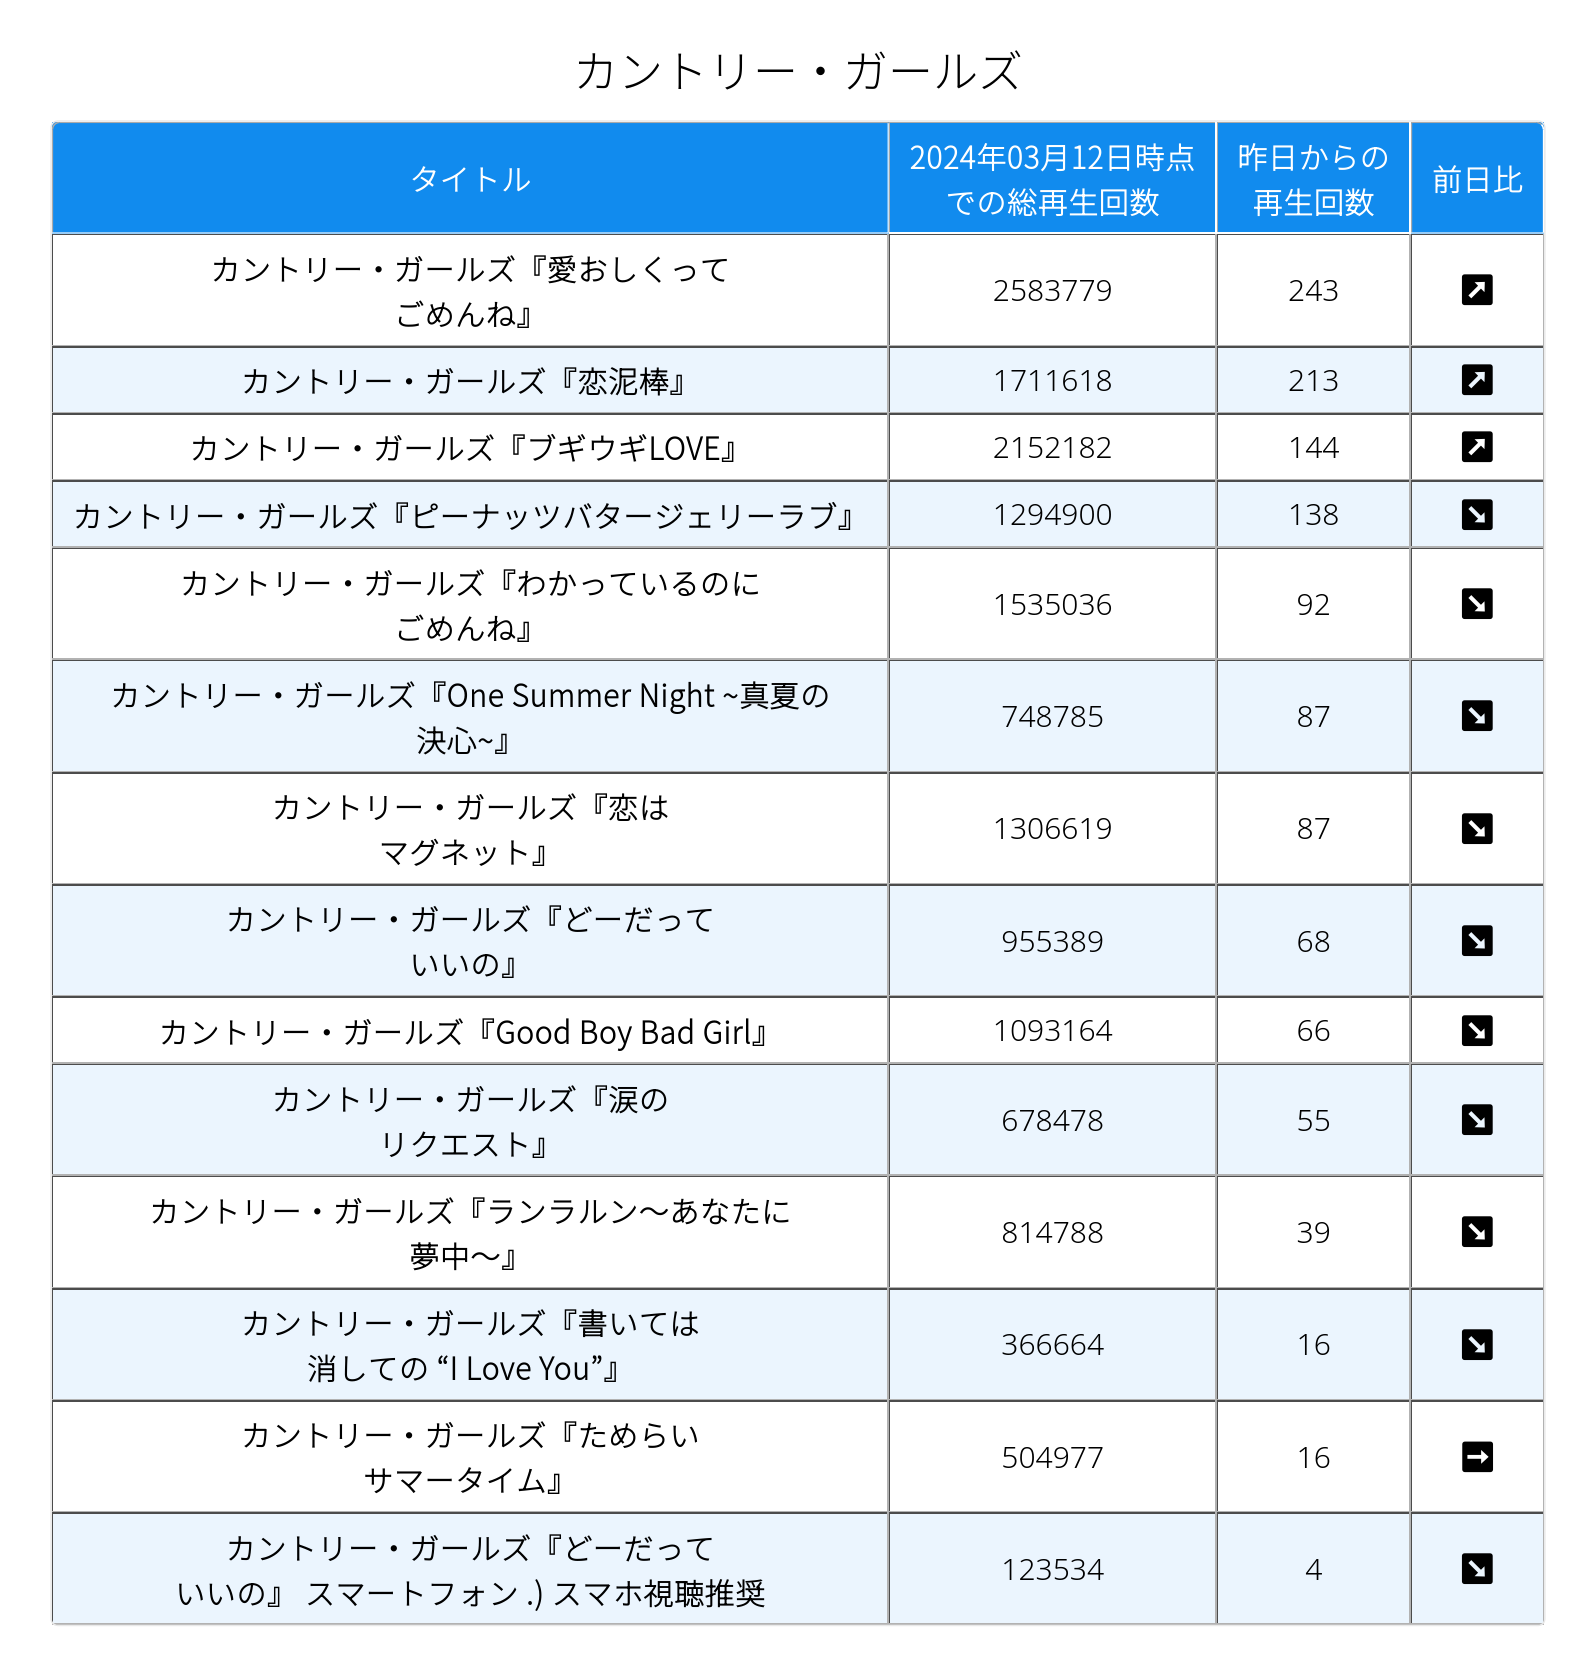 カントリー・ガールズ
タイトル
2024年03月12日時点
での総再生回数
昨日からの
再生回数
前日比
カントリー・ガールズ『愛おしくって
ごめんね』
2583779
243
カントリー・ガールズ『恋泥棒』
1711618
213
カントリー・ガールズ『ブギウギLOVE』
2152182
144
カントリー・ガールズ『ピーナッツバタージェリーラブ』
1294900
138
カントリー・ガールズ『わかっているのに
ごめんね』
1535036
92
カントリー・ガールズ『One Summer Night ~真夏の
決心~』
748785
87
カントリー・ガールズ『恋は
マグネット』
1306619
87
カントリー・ガールズ『どーだって
いいの』
955389
68
カントリー・ガールズ『Good Boy Bad Girl』
1093164
66
カントリー・ガールズ『涙の
リクエスト』
678478
55
カントリー・ガールズ『ランラルン～あなたに
夢中～』
814788
39
カントリー・ガールズ『書いては
消しての “I Love You”』
366664
16
カントリー・ガールズ『ためらい
サマータイム』
504977
16
カントリー・ガールズ『どーだって
いいの』 スマートフォン .) スマホ視聴推奨
123534
4